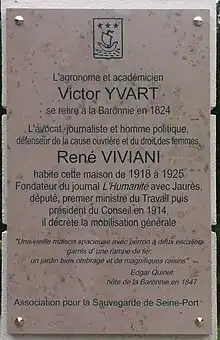 L'agronome et académicien
Victor YVART
se retire à la Baronnie en 1824
L'avocat, journaliste et homme politique,
défenseur de la cause ouvrière et du droit des femmes,
René VIVIANI
habite cette maison de 1918 à 1925
Fondateur du journal L'Humanité avec Jaurès,
député, premier ministre du Travail puis
président du Conseil en 1914,
il décrète la mobilisation générale
"Une vieille maison spacieuse avec perron à deux escaliers
garnis d'une rampe de fer,
un jardin bien ombragé et de magnifiques raisins"
Edgar Quinet
hôte de la Baronnie en 1847
Association pour la Sauvegarde de Seine-Port